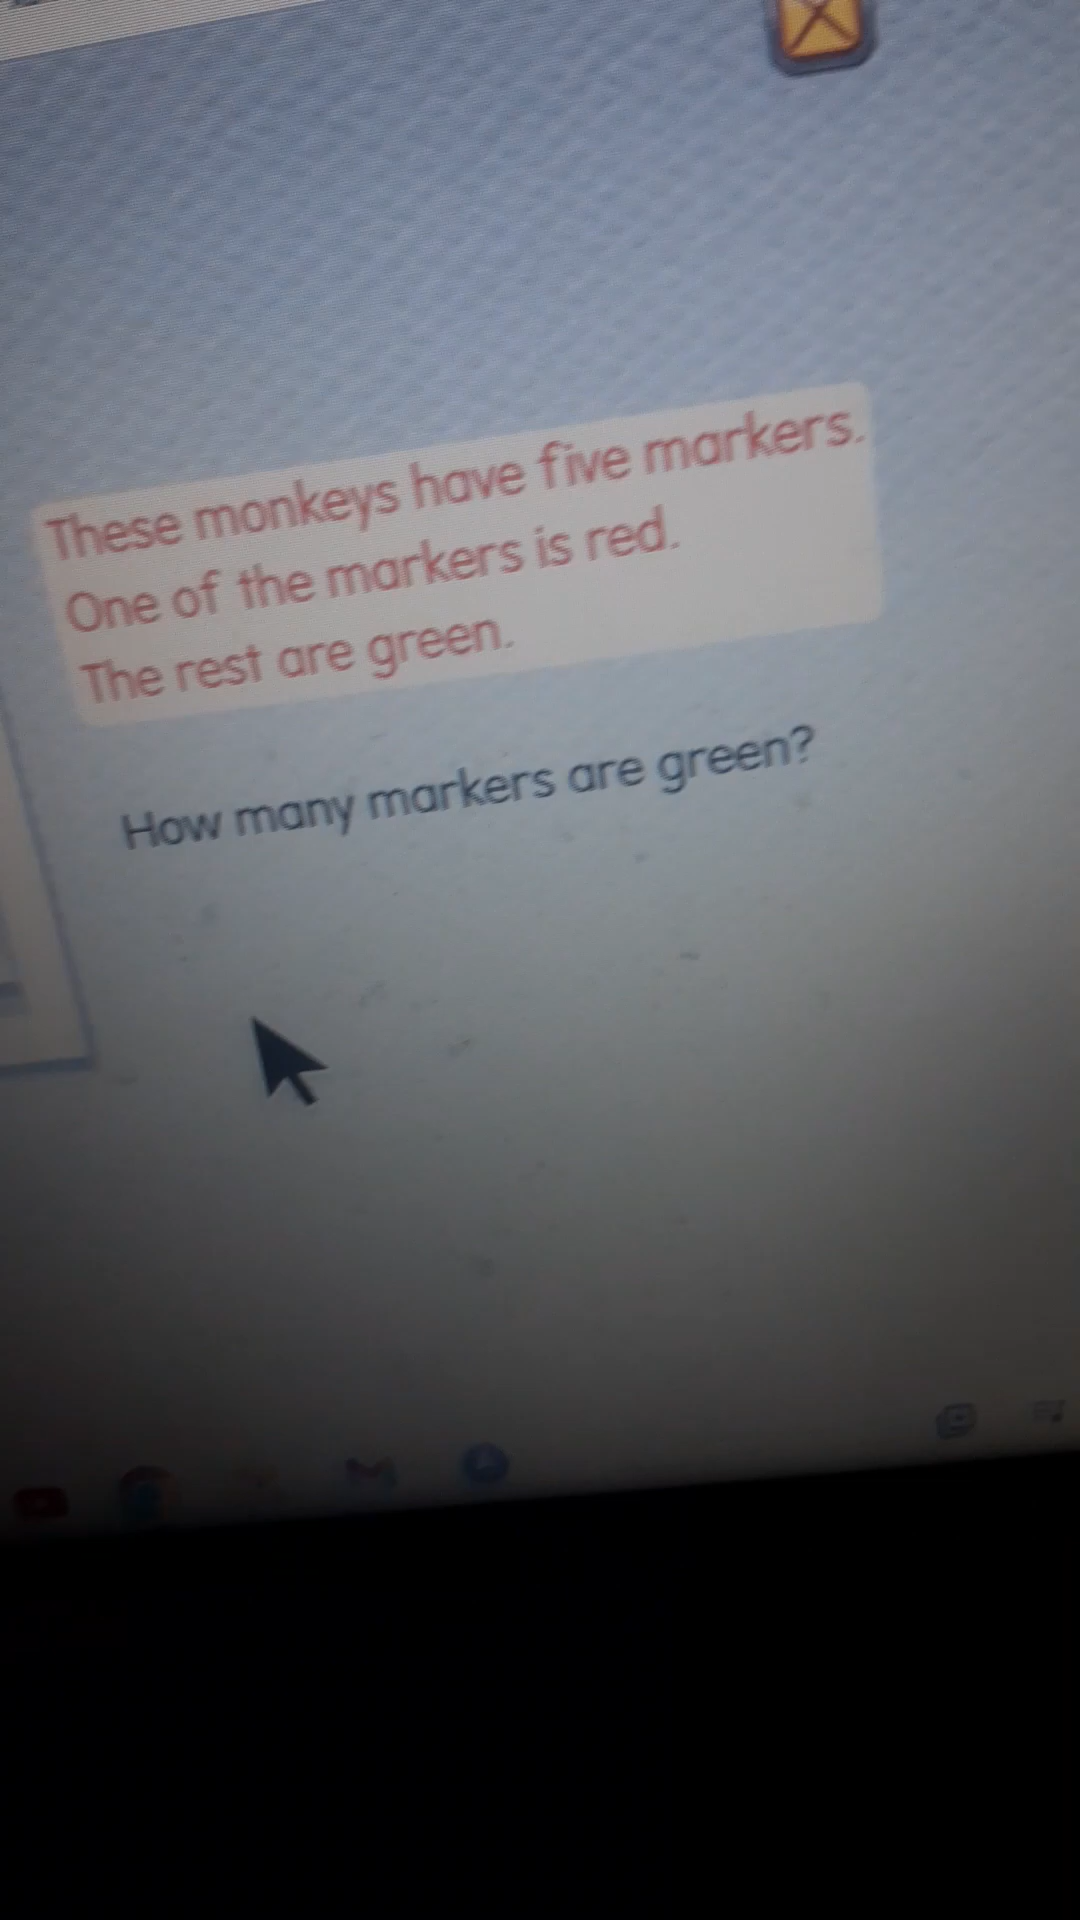 These monkeys have five markers.
One of the markers is red.
The rest are green.
How many markers are green?